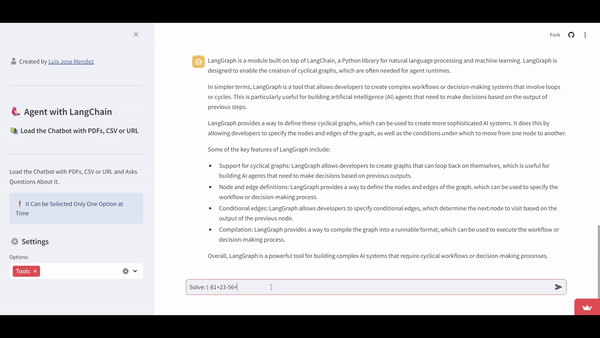 Fork
Created by Luis Jose Mendez
Agent with LangChain
Load the Chatbot with PDFs, CSV or URL
Load the Chatbot with PDFs, CSV or URL and Asks
Questions About it.
It Can be Selected Only One Option at
Time
Settings
Options:
Tools
LangGraph is a module built on top of LangChain, a Python library for natural language processing and machine learning. LangGraph is
designed to enable the creation of cyclical graphs, which are often needed for agent runtimes.
In simpler terms, LangGraph is a tool that allows developers to create complex workflows or decision-making systems that involve loops
or cycles. This is particularly useful for building artificial intelligence (AI) agents that need to make decisions based on the output of
previous steps.
LangGraph provides a way to define these cyclical graphs, which can be used to create more sophisticated AI systems. It does this by
allowing developers to specify the nodes and edges of the graph, as well as the conditions under which to move from one node to another.
Some of the key features of LangGraph include:
• Support for cyclical graphs: LangGraph allows developers to create graphs that can loop back on themselves, which is useful for
building AI agents that need to make decisions based on previous outputs.
• Node and edge definitions: LangGraph provides a way to define the nodes and edges of the graph, which can be used to specify the
workflow or decision-making process.
• Conditional edges: LangGraph allows developers to specify conditional edges, which determine the next node to visit based on the
output of the previous node.
• Compilation: LangGraph provides a way to compile the graph into a runnable format, which can be used to execute the workflow or
decision-making process.
Overall, LangGraph is a powerful tool for building complex AI systems that require cyclical workflows or decision-making processes.
Solve: (-81+23-56+